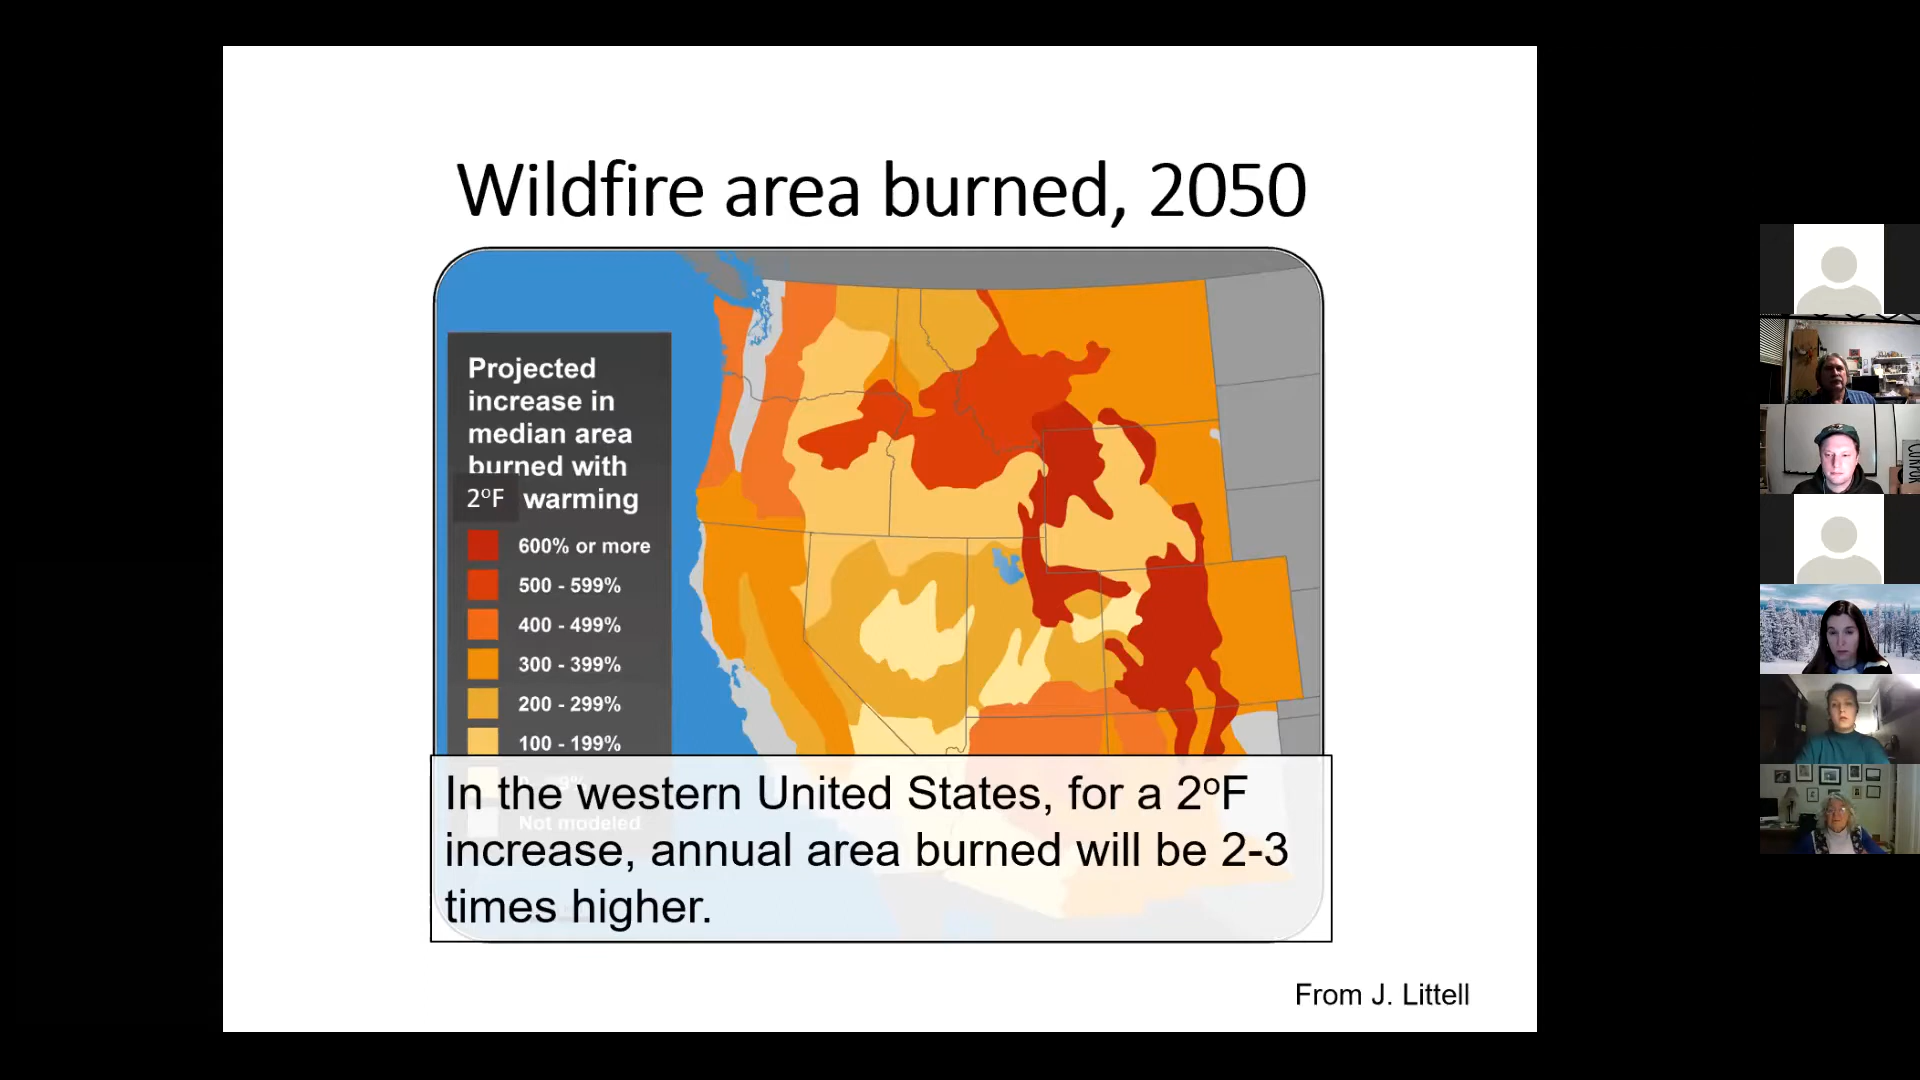 Wildfire area burned, 2050
Projected
increase in
median area
burned with
2ºF warming
600% or more
500 - 599%
400 - 499%
300 - 399%
200 - 299%
100 - 199%
Not modeled
In the western United States, for a 2ºF
increase, annual area burned will be 2-3
times higher.
From J. Littell